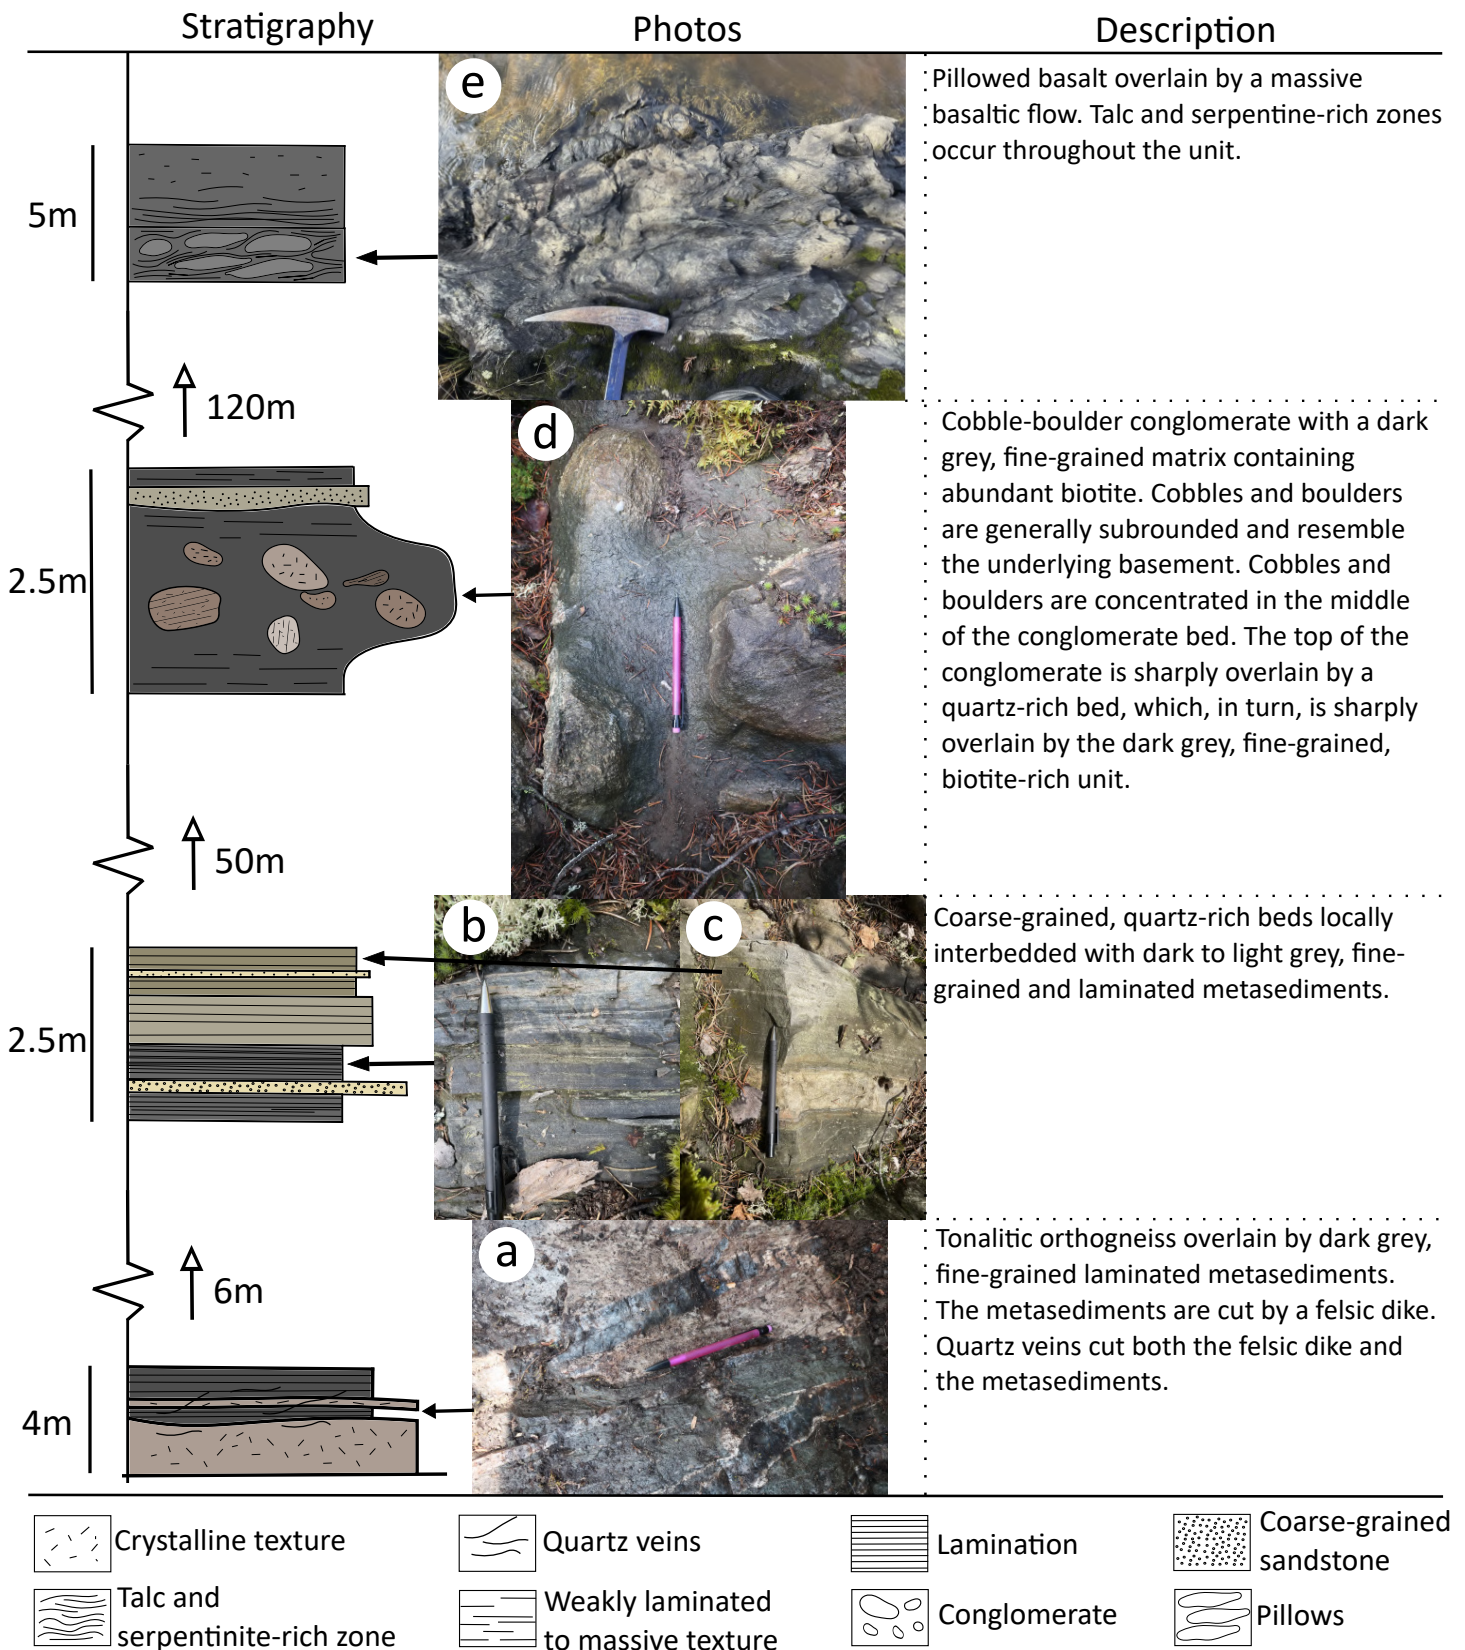 Stratigraphy
Photos
Description
e
Pillowed basalt overlain by a massive
basaltic flow. Talc and serpentine-rich zones
occur throughout the unit.
5m
120m
d
Cobble-boulder conglomerate with a dark
grey, fine-grained matrix containing
abundant biotite. Cobbles and boulders
are generally subrounded and resemble
the underlying basement. Cobbles and
boulders are concentrated in the middle
of the conglomerate bed. The top of the
conglomerate is sharply overlain by a
quartz-rich bed, which, in turn, is sharply
overlain by the dark grey, fine-grained,
biotite-rich unit.
2.5m
50m
b
c
Coarse-grained, quartz-rich beds locally
interbedded with dark to light grey, fine-
grained and laminated metasediments.
2.5m
6m
a
Tonalitic orthogneiss overlain by dark grey,
fine-grained laminated metasediments.
The metasediments are cut by a felsic dike.
Quartz veins cut both the felsic dike and
the metasediments.
4m
Crystalline texture
Quartz veins
Lamination
Coarse-grained
sandstone
Talc and
serpentinite-rich zone
Weakly laminated
to massive texture
Conglomerate
Pillows